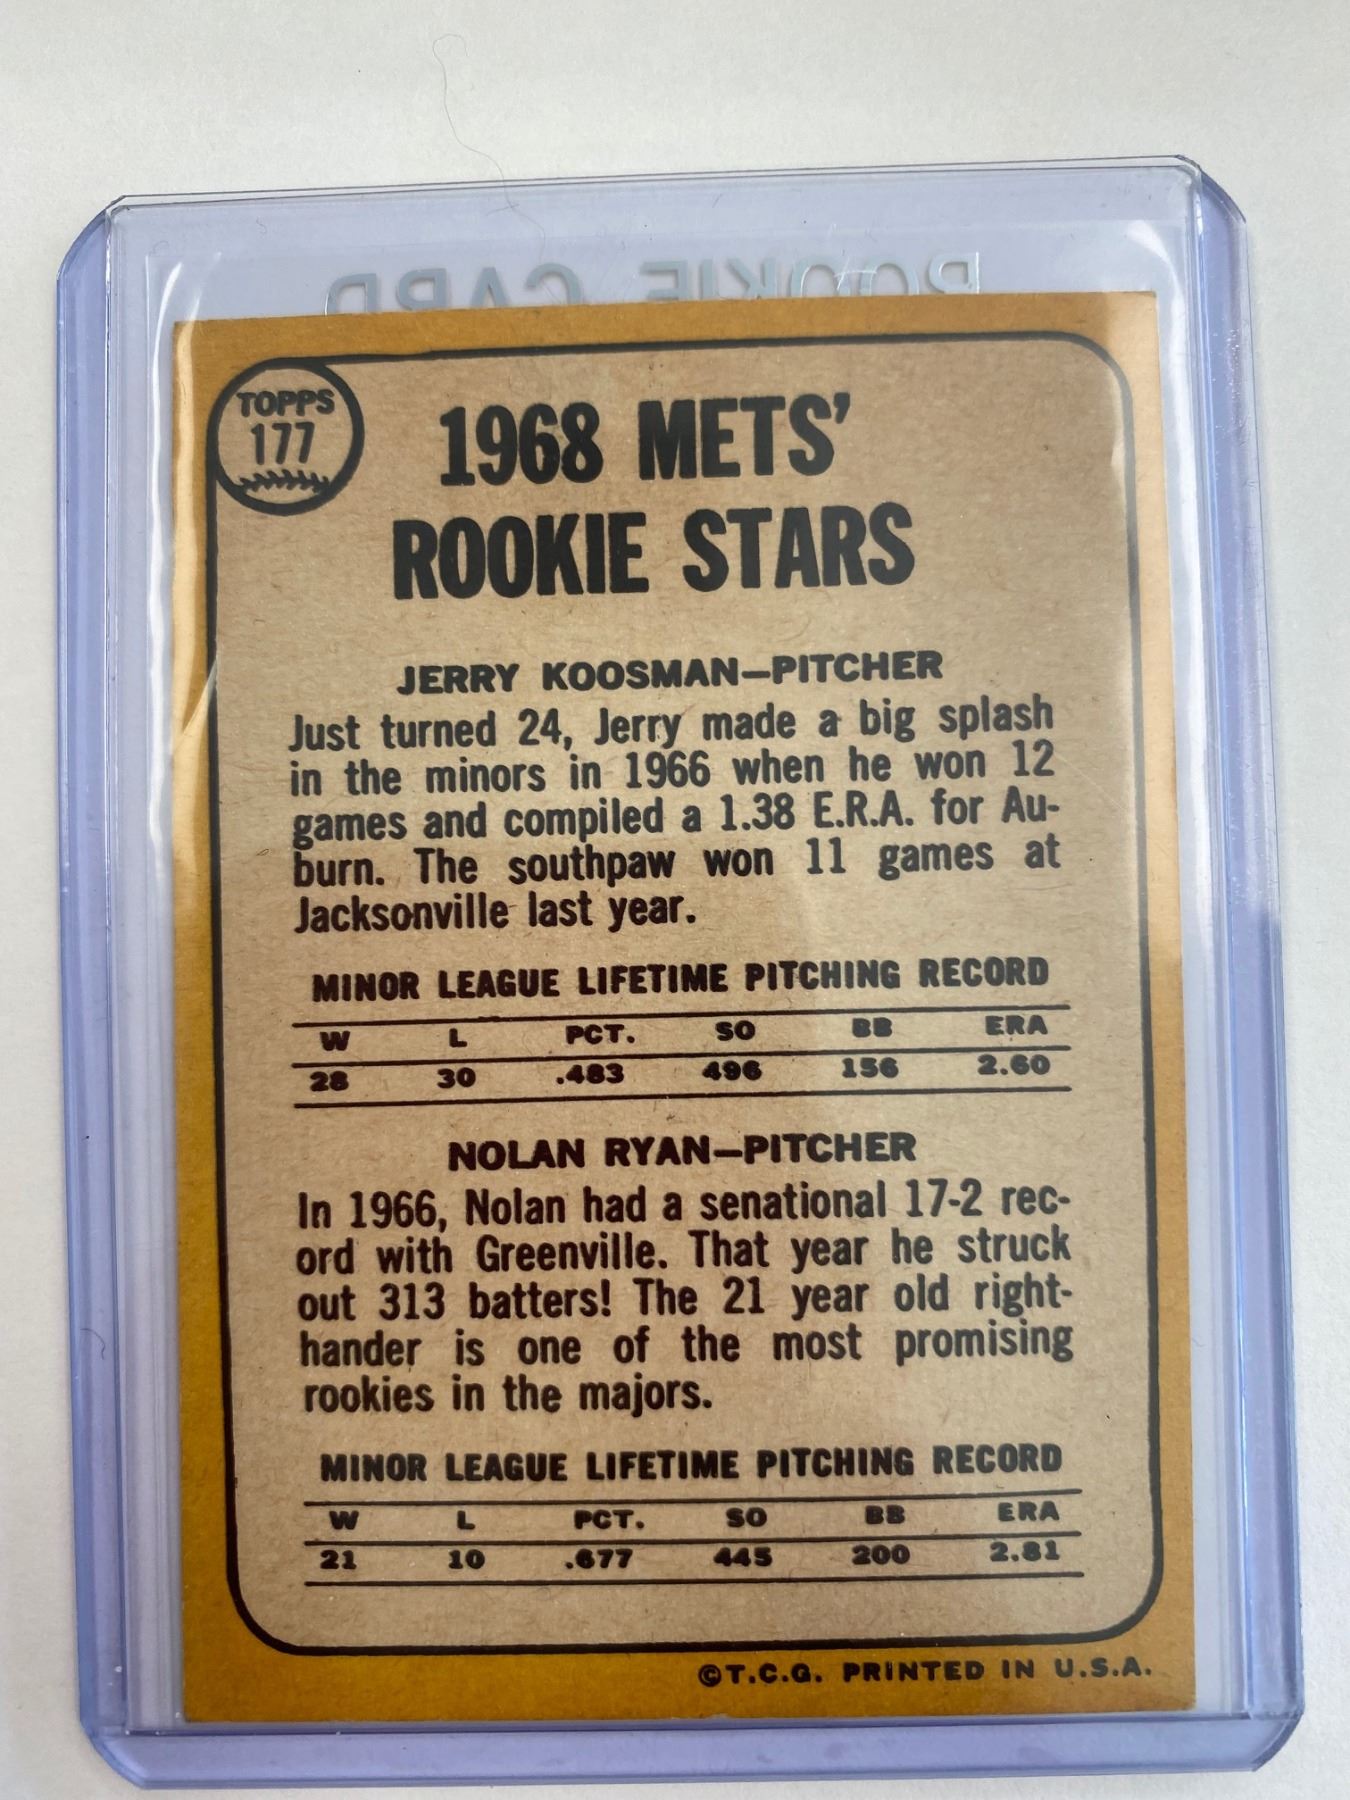 ROOKIE CARD
TOPPS
177
1968 METS'
ROOKIE STARS
JERRY KOOSMAN—PITCHER
Just turned 24, Jerry made a big splash
in the minors in 1966 when he won 12
games and compiled a 1.38 E.R.A. for Au-
burn. The southpaw won 11 games at
Jacksonville last year.
MINOR LEAGUE LIFETIME PITCHING RECORD
W L PCT. SO BB ERA
28 30 .483 496 156 2.60
NOLAN RYAN—PITCHER
In 1966, Nolan had a senational 17-2 rec-
ord with Greenville. That year he struck
out 313 batters! The 21 year old right-
hander is one of the most promising
rookies in the majors.
MINOR LEAGUE LIFETIME PITCHING RECORD
W L PCT. SO BB ERA
21 10 .677 445 200 2.81
©T.C.G. PRINTED IN U.S.A.